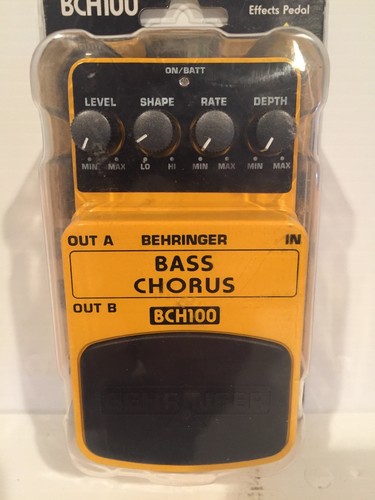 BCH100
Effects Pedal
ON/BATT
LEVEL SHAPE RATE DEPTH
MIN MAX LO HI MIN MAX MIN MAX
OUT A BEHRINGER IN
BASS
CHORUS
OUT B
BCH100
BEHRINGER